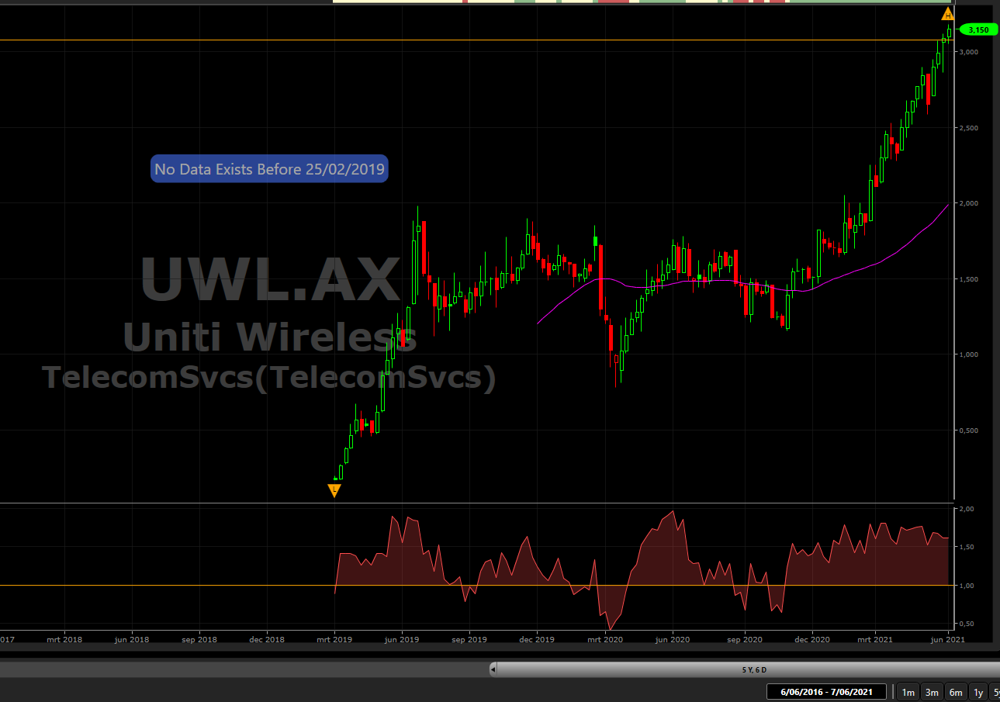 H
3,150
3,000
2,500
No Data Exists Before 25/02/2019
2,000
UWL.AX
1,500
Uniti Wireless
1,000
TelecomSvcs(TelecomSvcs)
0,500
L
2,00
1,50
1,00
0,50
017 mrt 2018 jun 2018 sep 2018 dec 2018 mrt 2019 jun 2019 sep 2019 dec 2019 mrt 2020 jun 2020 sep 2020 dec 2020 mrt 2021 jun 2021
5 Y, 6 D
6/06/2016 - 7/06/2021 1m 3m 6m 1y 5y